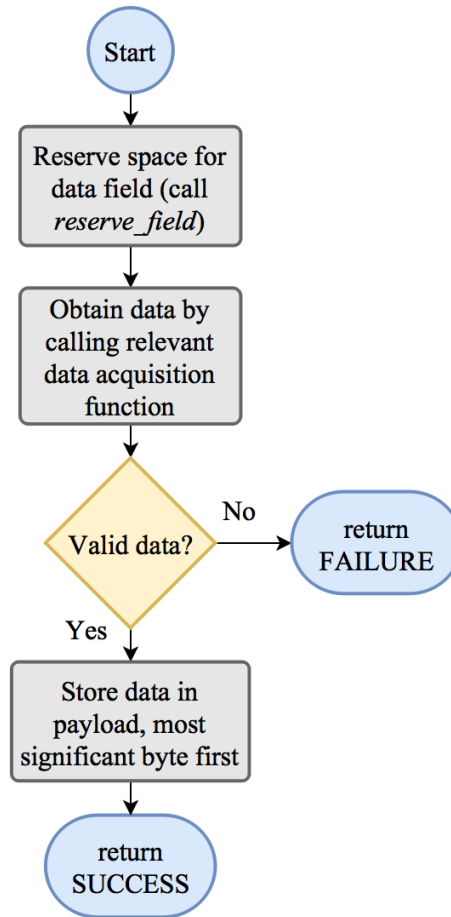 Start
Reserve space for
data field (call
reserve_field)
Obtain data by
calling relevant
data acquisition
function
Valid data?
No
return
FAILURE
Yes
Store data in
payload, most
significant byte first
return
SUCCESS